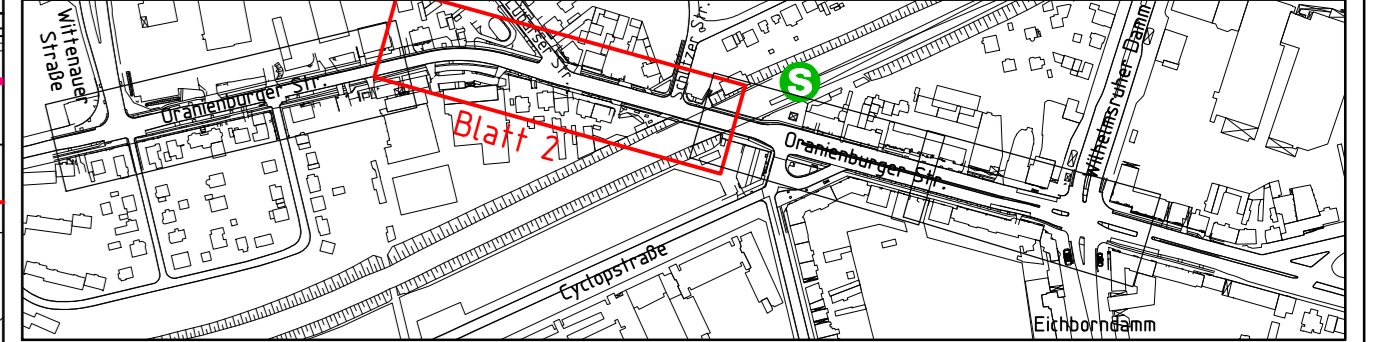 Wittenauer
Straße
Oranienburger Str.
Blatt 2
S
Oranienburger Str.
Wilhelmsruher Damm
Cyclopstraße
Eichborndamm